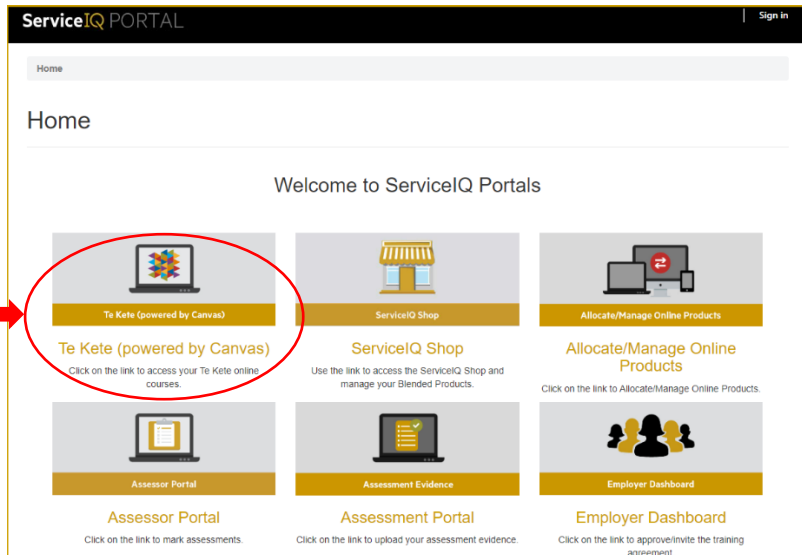 ServiceIQ PORTAL
Sign in
Home
Home
Welcome to ServiceIQ Portals
Te Kete (powered by Canvas)
Te Kete (powered by Canvas)
Click on the link to access your Te Kete online
courses.
ServiceIQ Shop
ServiceIQ Shop
Use the link to access the ServiceIQ Shop and
manage your Blended Products.
Allocate/Manage Online Products
Allocate/Manage Online
Products
Click on the link to Allocate/Manage Online Products.
Assessor Portal
Assessor Portal
Click on the link to mark assessments.
Assessment Evidence
Assessment Portal
Click on the link to upload your assessment evidence.
Employer Dashboard
Employer Dashboard
Click on the link to approve/invite the training
agreement